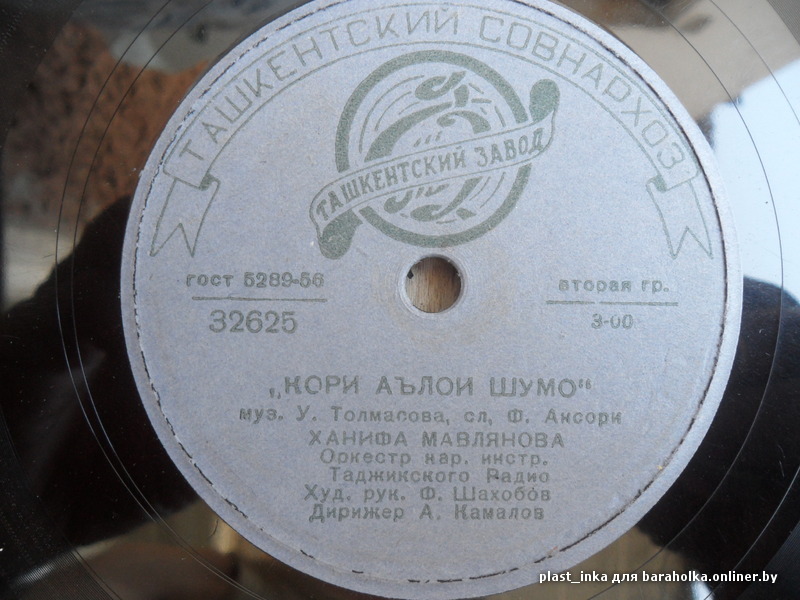 ТАШКЕНТСКИЙ СОВНАРХОЗ
ТАШКЕНТСКИЙ ЗАВОД
гост 5289-56
32625
вторая гр.
3-00
„КОРИ АЪЛОИ ШУМО“
муз. У. Толмасова, сл, Ф. Ансори
ХАНИФА МАВЛЯНОВА
Оркестр нар. инстр.
Таджикского Радио
Худ. рук. Ф. Шахобов
Дирижер А. Камалов
plast_inka для baraholka.onliner.by